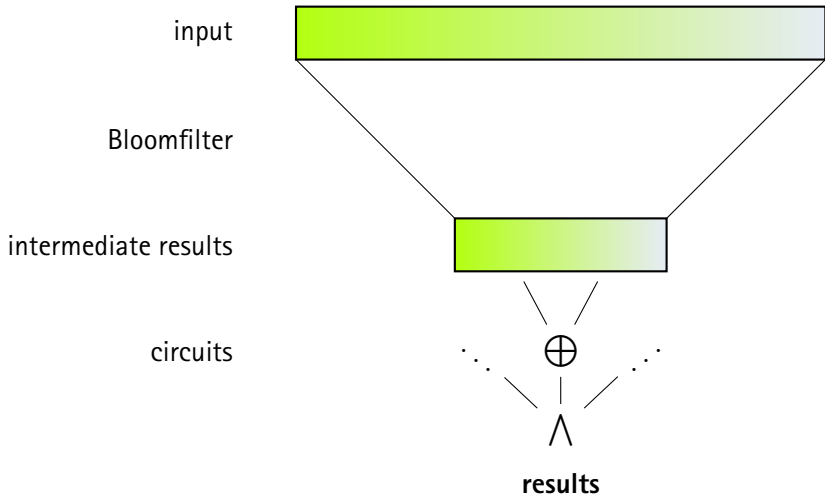 input
Bloomfilter
intermediate results
circuits
. . . ⊕ . . .
∧
results